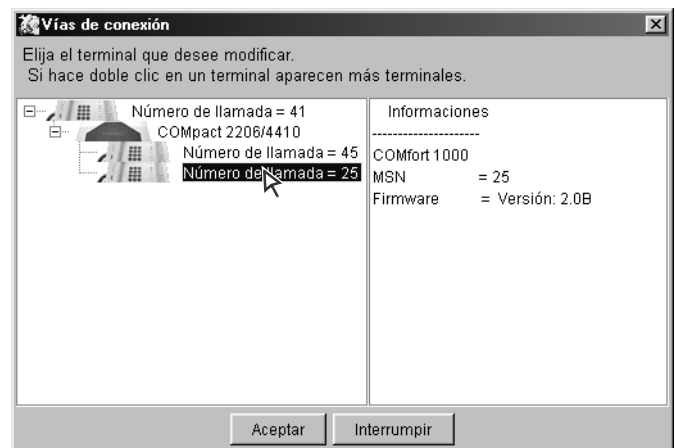 Vías de conexión
Elija el terminal que desee modificar.
Si hace doble clic en un terminal aparecen más terminales.
Número de llamada = 41
COMpact 2206/4410
Número de llamada = 45
Número de llamada = 25
Informaciones
---------------------
COMfort 1000
MSN = 25
Firmware = Versión: 2.0B
Aceptar
Interrumpir